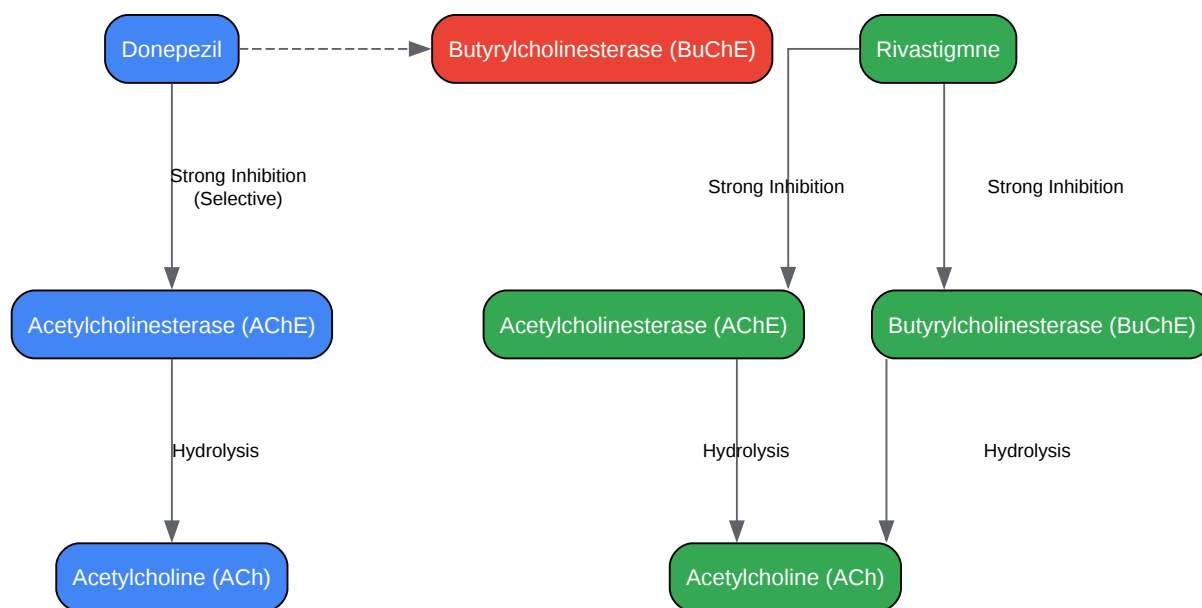 Donepezil
Butyrylcholinesterase (BuChE)
Rivastigmne
Strong Inhibition
(Selective)
Strong Inhibition
Strong Inhibition
Acetylcholinesterase (AChE)
Acetylcholinesterase (AChE)
Butyrylcholinesterase (BuChE)
Hydrolysis
Hydrolysis
Hydrolysis
Acetylcholine (ACh)
Acetylcholine (ACh)